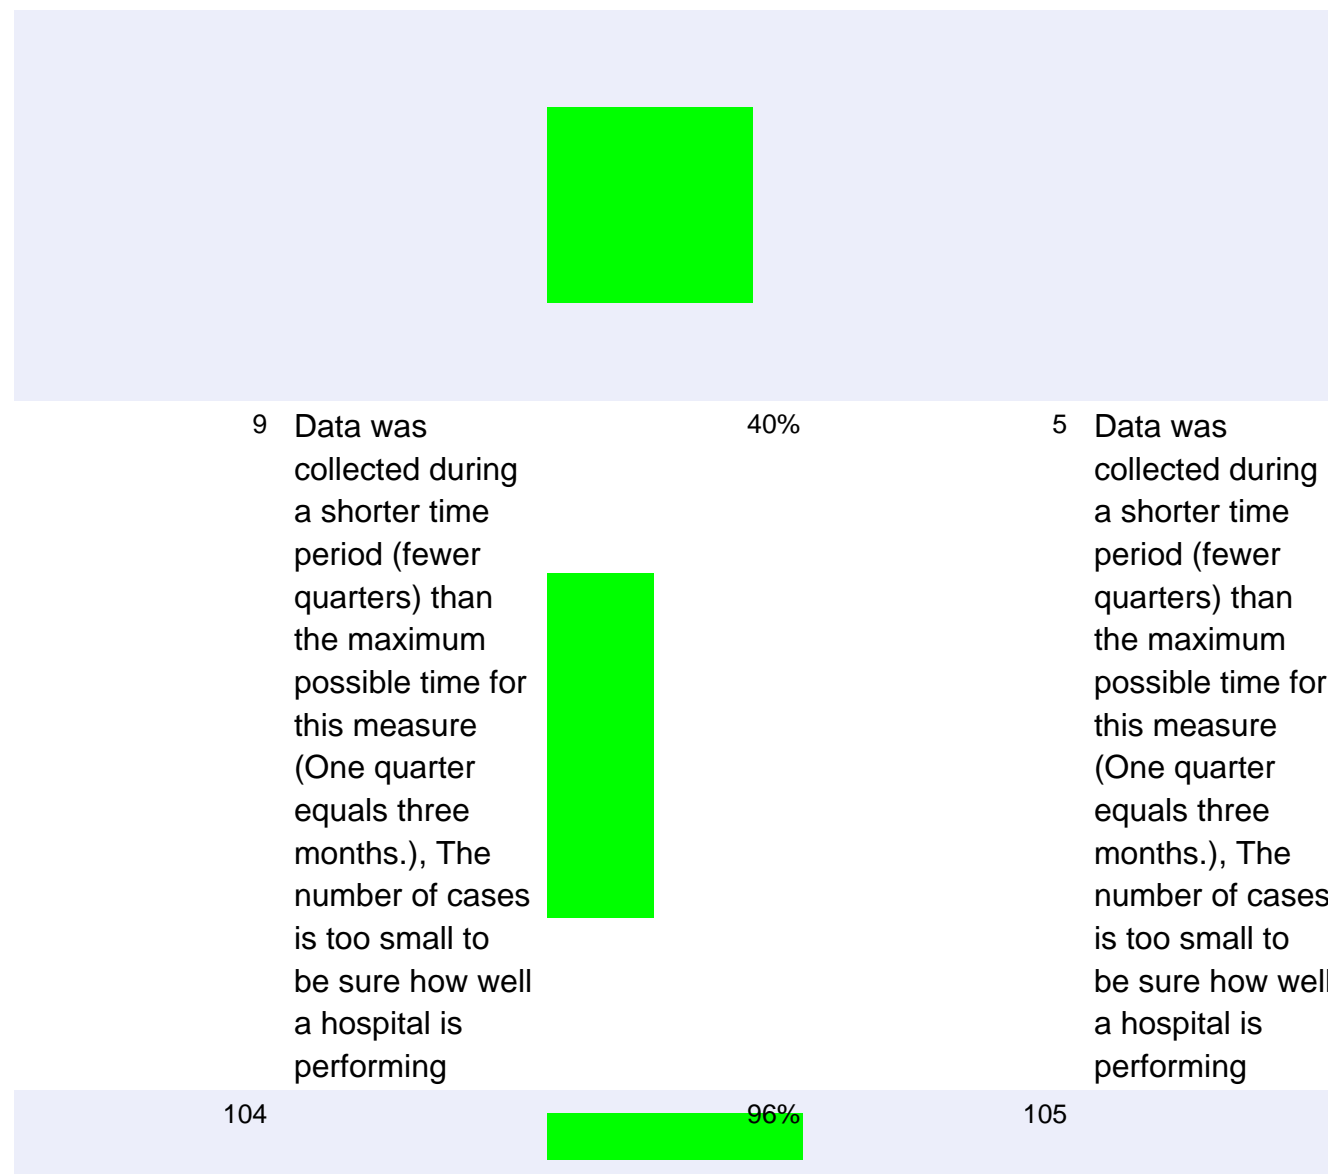 9 Data was 40% 5 Data was
collected during collected during
a shorter time a shorter time
period (fewer period (fewer
quarters) than quarters) than
the maximum the maximum
possible time for possible time for
this measure this measure
(One quarter (One quarter
equals three equals three
months.), The months.), The
number of cases number of cases
is too small to is too small to
be sure how well be sure how well
a hospital is a hospital is
performing performing
104 96% 105